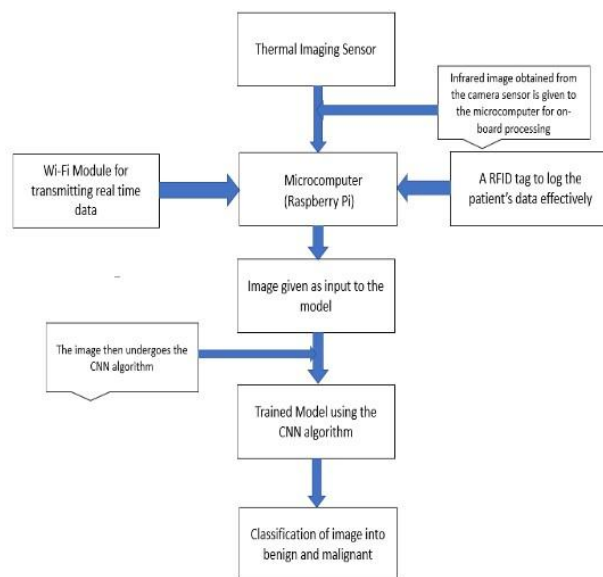 Thermal Imaging Sensor
Infrared image obtained from
the camera sensor is given to
the microcomputer for on-
board processing
Wi-Fi Module for
transmitting real time
data
Microcomputer
(Raspberry Pi)
A RFID tag to log the
patient's data effectively
Image given as input to the
model
The image then undergoes the
CNN algorithm
Trained Model using the
CNN algorithm
Classification of image into
benign and malignant